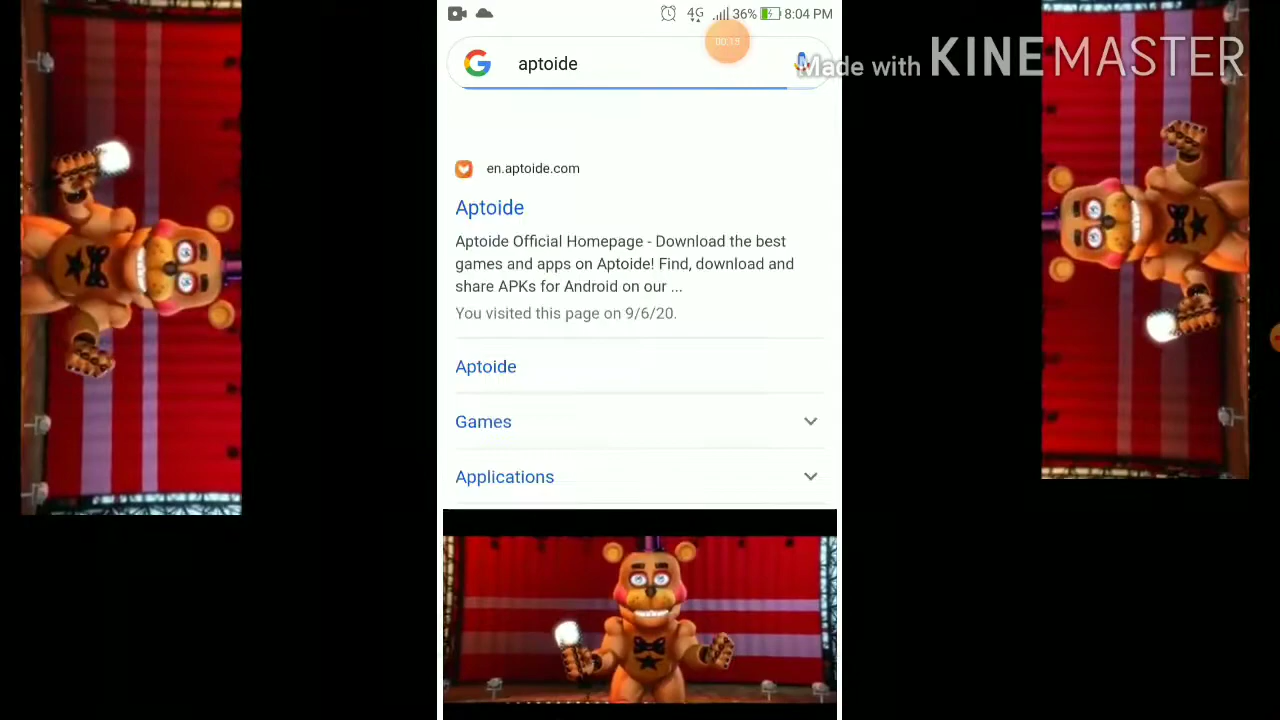 4G 36% 8:04 PM
00:13
aptoide
Made with KINEMASTER
en.aptoide.com
Aptoide
Aptoide Official Homepage - Download the best
games and apps on Aptoide! Find, download and
share APKs for Android on our ...
You visited this page on 9/6/20.
Aptoide
Games
Applications